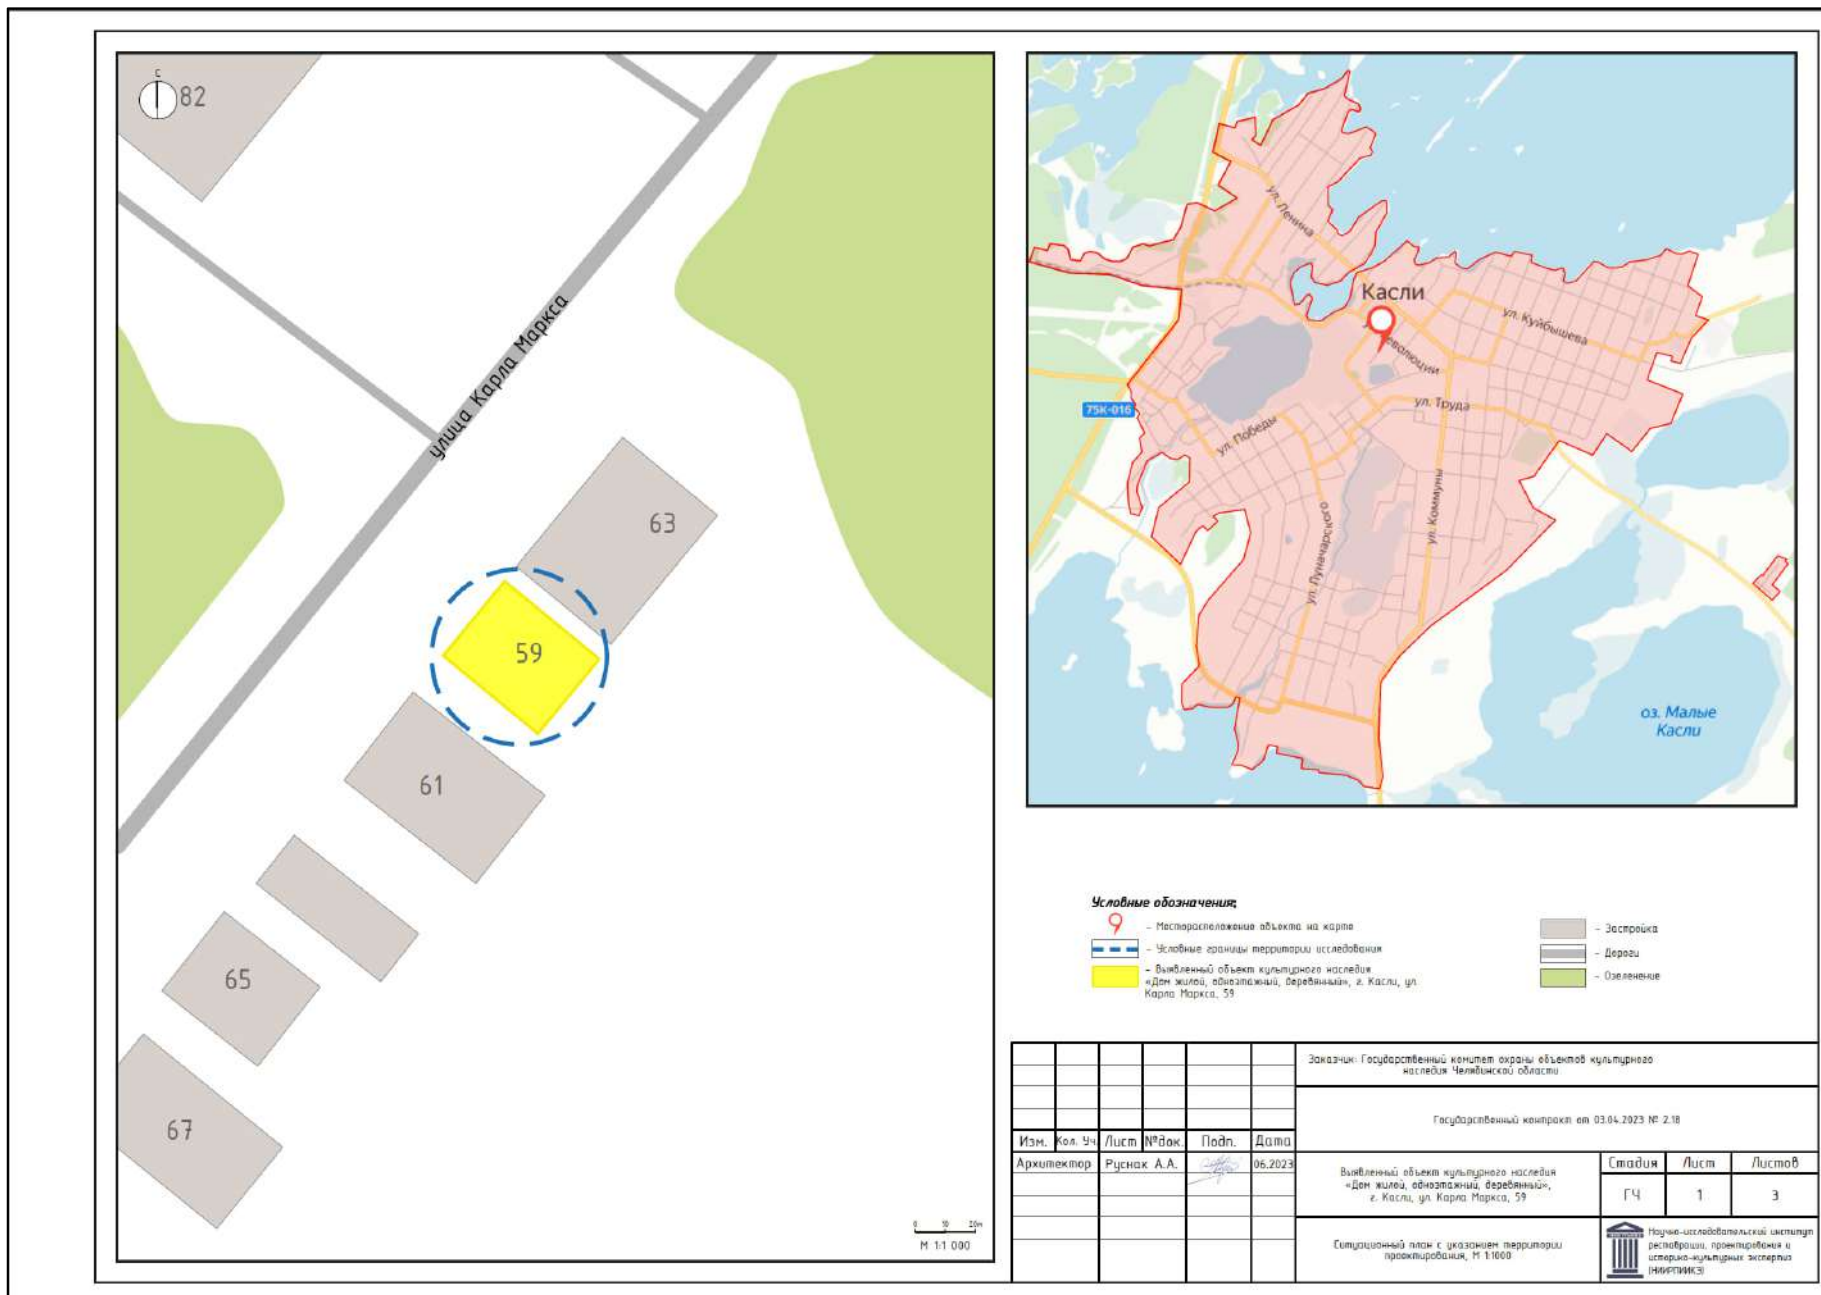 С
82
улица Карла Маркса
63
59
61
65
67
0 10 20м
М 1:1 000
ул. Ленина
Касли
ул. Куйбышева
75К-016
ул. Труда
ул. Победы
ул. Коммуны
ул. Луначарского
оз. Малые
Касли
Условные обозначения:
- Месторасположение объекта на карте
- Условные границы территории исследования
- Выявленный объект культурного наследия
«Дом жилой, одноэтажный, деревянный», г. Касли, ул.
Карла Маркса, 59
- Застройка
- Дороги
- Озеленение
Заказчик: Государственный комитет охраны объектов культурного
наследия Челябинской области
Государственный контракт от 03.04.2023 № 2.18
Изм. Кол. Уч. Лист №док. Подп. Дата
Архитектор Руснак А.А. 06.2023
Выявленный объект культурного наследия
«Дом жилой, одноэтажный, деревянный»,
г. Касли, ул. Карла Маркса, 59
Стадия Лист Листов
ГЧ 1 3
Ситуационный план с указанием территории
проектирования, М 1:1000
Научно-исследовательский институт
реставрации, проектирования и
историко-культурных экспертиз
(НИИРПИИКЭ)